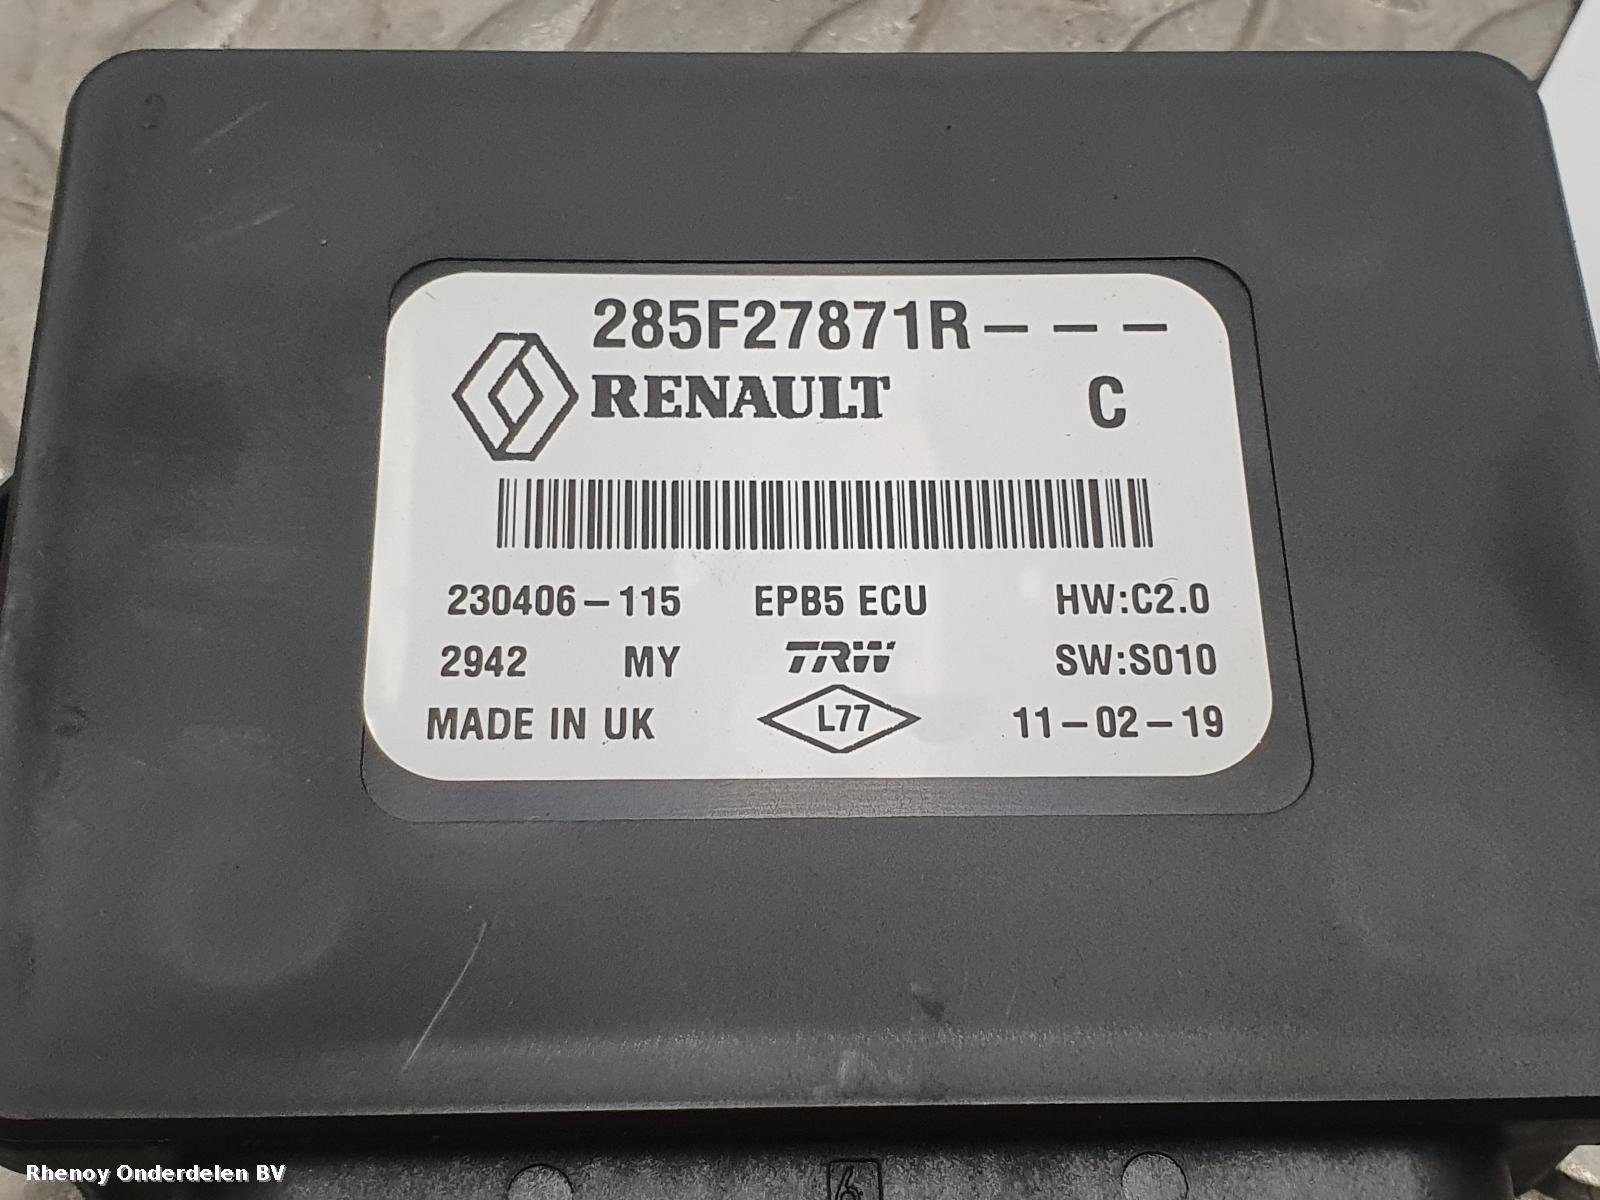 285F27871R– – –
RENAULT C
230406–115 EPB5 ECU HW:C2.0
2942 MY TRW SW:S010
MADE IN UK L77 11–02–19
6
Rhenoy Onderdelen BV